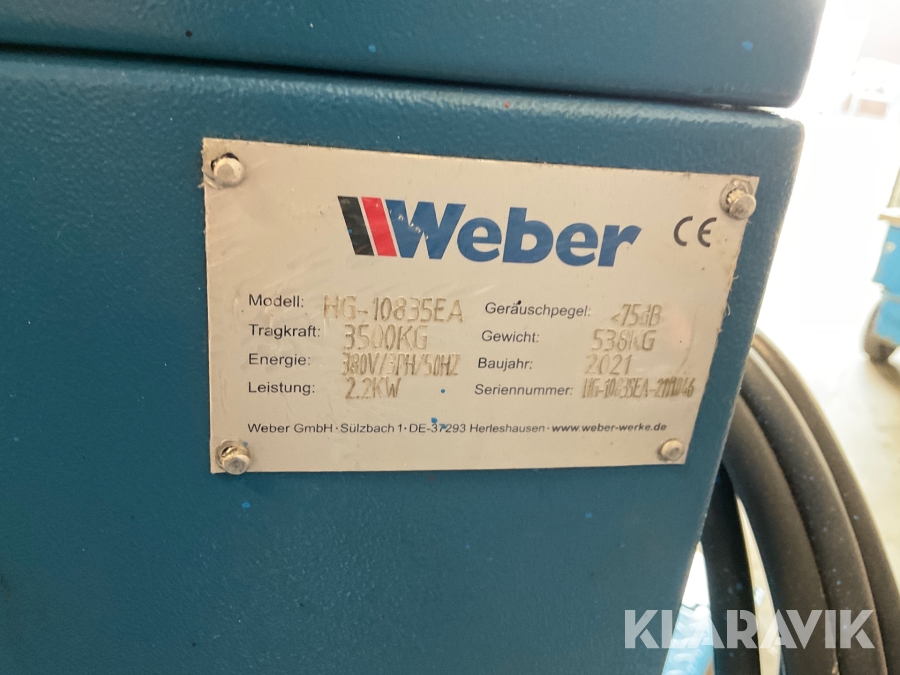 Weber CE
Modell: HG-10835EA
Tragkraft: 3500KG
Energie: 380V/3PH/50HZ
Leistung: 2.2KW
Geräuschpegel: <75dB
Gewicht: 538KG
Baujahr: 2021
Seriennummer:
Weber GmbH · Sülzbach 1 · DE-37293 Herleshausen · www.weber-werke.de
KLARAVIK